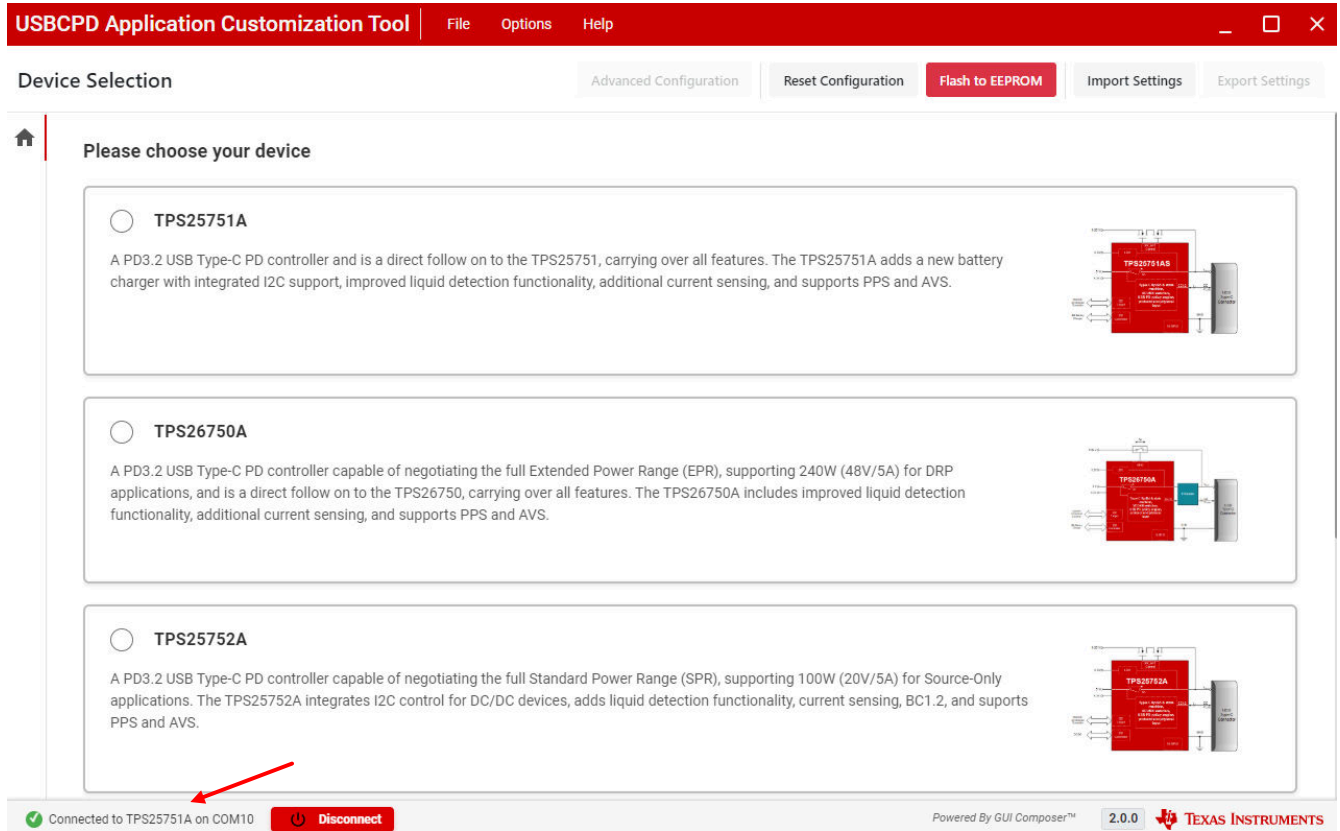 USBCPD Application Customization Tool File Options Help
Device Selection Advanced Configuration Reset Configuration Flash to EEPROM Import Settings Export Settings
Please choose your device
TPS25751A
A PD3.2 USB Type-C PD controller and is a direct follow on to the TPS25751, carrying over all features. The TPS25751A adds a new battery
charger with integrated I2C support, improved liquid detection functionality, additional current sensing, and supports PPS and AVS.
TPS25751AS
TPS26750A
A PD3.2 USB Type-C PD controller capable of negotiating the full Extended Power Range (EPR), supporting 240W (48V/5A) for DRP
applications, and is a direct follow on to the TPS26750, carrying over all features. The TPS26750A includes improved liquid detection
functionality, additional current sensing, and supports PPS and AVS.
TPS26750A
TPS25752A
A PD3.2 USB Type-C PD controller capable of negotiating the full Standard Power Range (SPR), supporting 100W (20V/5A) for Source-Only
applications. The TPS25752A integrates I2C control for DC/DC devices, adds liquid detection functionality, current sensing, BC1.2, and suports
PPS and AVS.
TPS25752A
Connected to TPS25751A on COM10 Disconnect Powered By GUI Composer™ 2.0.0 TEXAS INSTRUMENTS